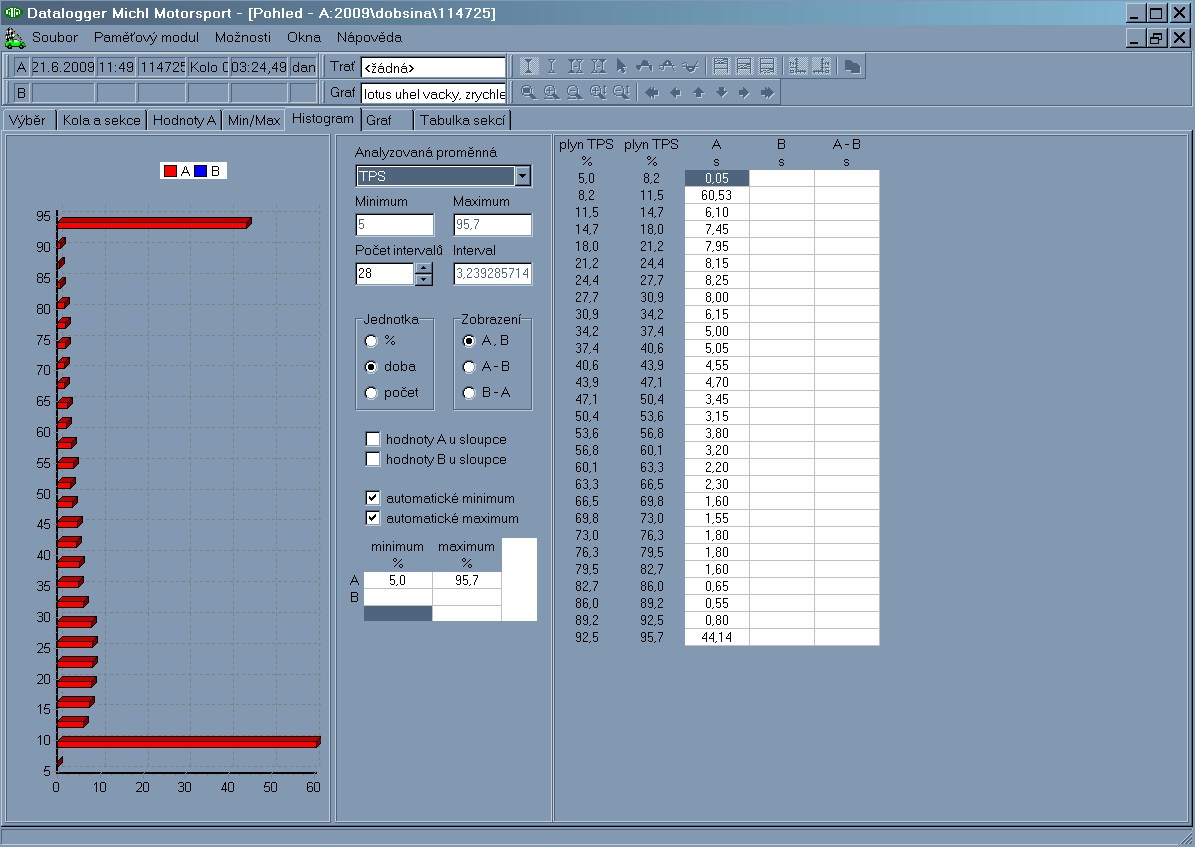 Datalogger Michl Motorsport - [Pohled - A:2009\dobsina\114725]
Soubor Paměťový modul Možnosti Okna Nápověda
A 21.6.2009 11:49 114725 Kolo 03:24,49 dan Trať <žádná>
B Graf lotus uhel vacky, zrychle
Výběr Kola a sekce Hodnoty A Min/Max Histogram Graf Tabulka sekcí
A B
95
90
85
80
75
70
65
60
55
50
45
40
35
30
25
20
15
10
5
0 10 20 30 40 50 60
Analyzovaná proměnná
TPS
Minimum Maximum
5 95,7
Počet intervalů Interval
28 3,239285714
Jednotka Zobrazení
% A , B
doba A - B
počet B - A
hodnoty A u sloupce
hodnoty B u sloupce
automatické minimum
automatické maximum
minimum maximum
% %
A 5,0 95,7
B
plyn TPS plyn TPS A B A - B
% % s s s
5,0 8,2 0,05
8,2 11,5 60,53
11,5 14,7 6,10
14,7 18,0 7,45
18,0 21,2 7,95
21,2 24,4 8,15
24,4 27,7 8,25
27,7 30,9 8,00
30,9 34,2 6,15
34,2 37,4 5,00
37,4 40,6 5,05
40,6 43,9 4,55
43,9 47,1 4,70
47,1 50,4 3,45
50,4 53,6 3,15
53,6 56,8 3,80
56,8 60,1 3,20
60,1 63,3 2,20
63,3 66,5 2,30
66,5 69,8 1,60
69,8 73,0 1,55
73,0 76,3 1,80
76,3 79,5 1,80
79,5 82,7 1,60
82,7 86,0 0,65
86,0 89,2 0,55
89,2 92,5 0,80
92,5 95,7 44,14